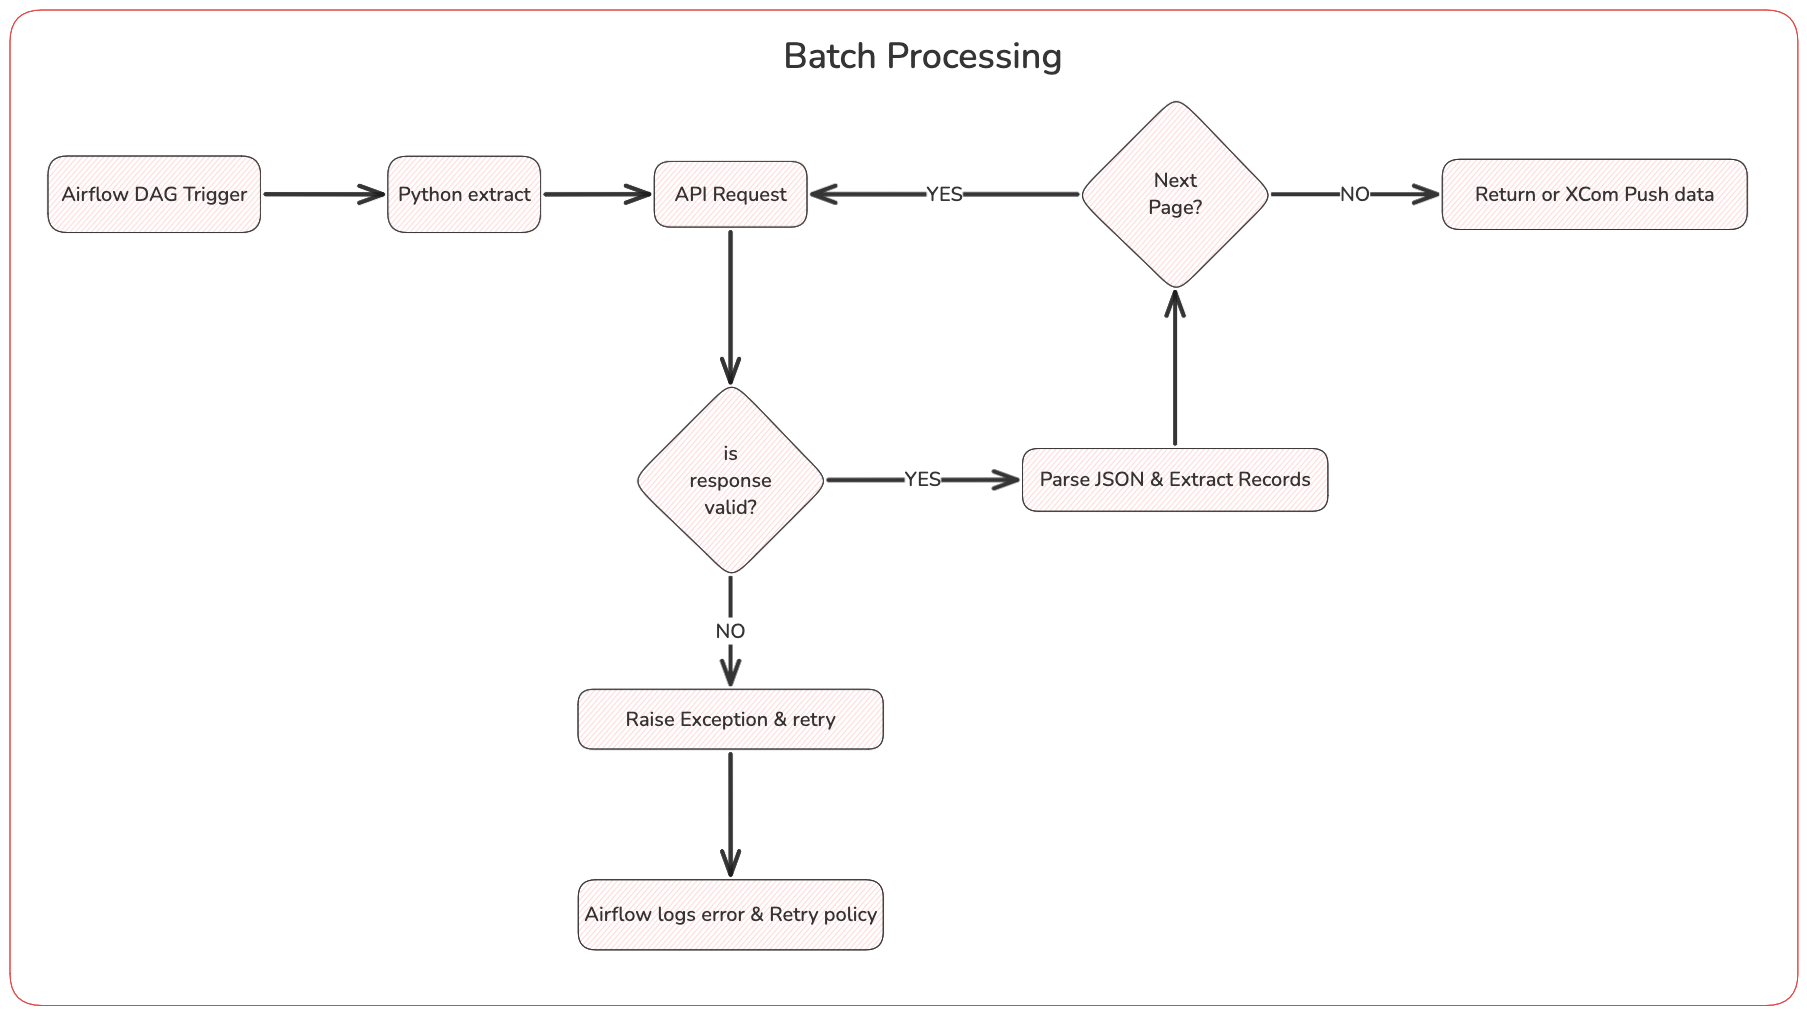 Batch Processing
Airflow DAG Trigger
Python extract
API Request
YES
Next
Page?
NO
Return or XCom Push data
is
response
valid?
YES
Parse JSON & Extract Records
NO
Raise Exception & retry
Airflow logs error & Retry policy